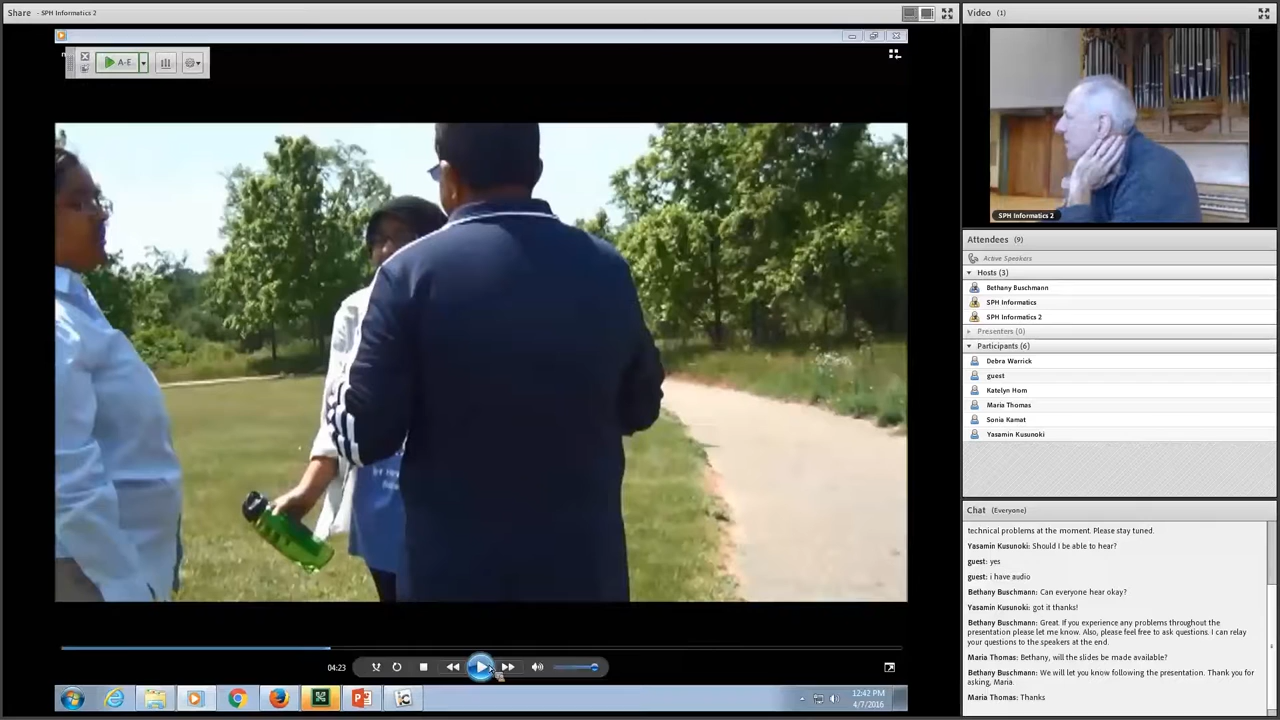 Share - SPH Informatics 2
A-E
04:23
12:42 PM
4/7/2016
Video (1)
SPH Informatics 2
Attendees (9)
Active Speakers
Hosts (3)
Bethany Buschmann
SPH Informatics
SPH Informatics 2
Presenters (0)
Participants (6)
Debra Warrick
guest
Katelyn Hom
Maria Thomas
Sonia Kamat
Yasamin Kusunoki
Chat (Everyone)
technical problems at the moment. Please stay tuned.
Yasamin Kusunoki: Should I be able to hear?
guest: yes
guest: i have audio
Bethany Buschmann: Can everyone hear okay?
Yasamin Kusunoki: got it thanks!
Bethany Buschmann: Great. If you experience any problems throughout the
presentation please let me know. Also, please feel free to ask questions. I can relay
your questions to the speakers at the end.
Maria Thomas: Bethany, will the slides be made available?
Bethany Buschmann: We will let you know following the presentation. Thank you for
asking, Maria.
Maria Thomas: Thanks